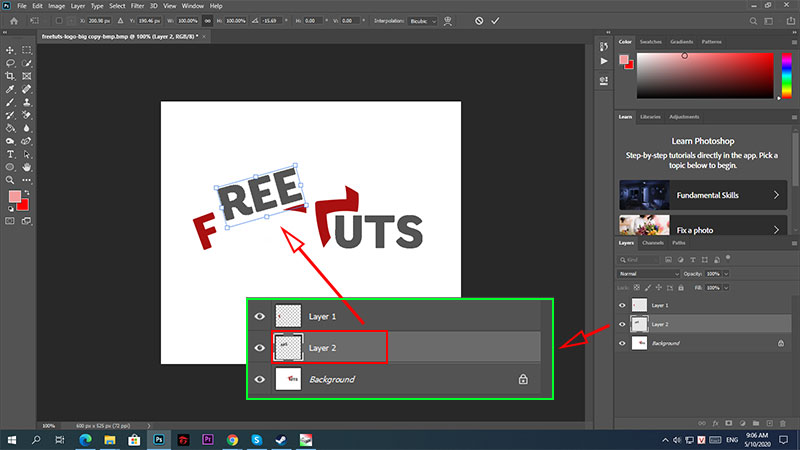 File Edit Image Layer Type Select Filter 3D View Window Help
X: 200.98 px Y: 190.46 px W: 100.00% H: 100.00% -15.69 H: 0.00 V: 0.00 Interpolation: Bicubic
freetuts-logo-big copy-bmp.bmp @ 100% (Layer 2, RGB/8) *
Color Swatches Gradients Patterns
Learn Libraries Adjustments
Learn Photoshop
Step-by-step tutorials directly in the app. Pick a
topic below to begin.
Fundamental Skills
Fix a photo
F REE UTS
Layers Channels Paths
Kind
Normal Opacity: 100%
Lock: Fill: 100%
Layer 1
Layer 2
Background
Layer 1
Layer 2
Background
100% 600 px x 525 px (72 ppi)
VNI
ENG
9:06 AM
5/10/2020